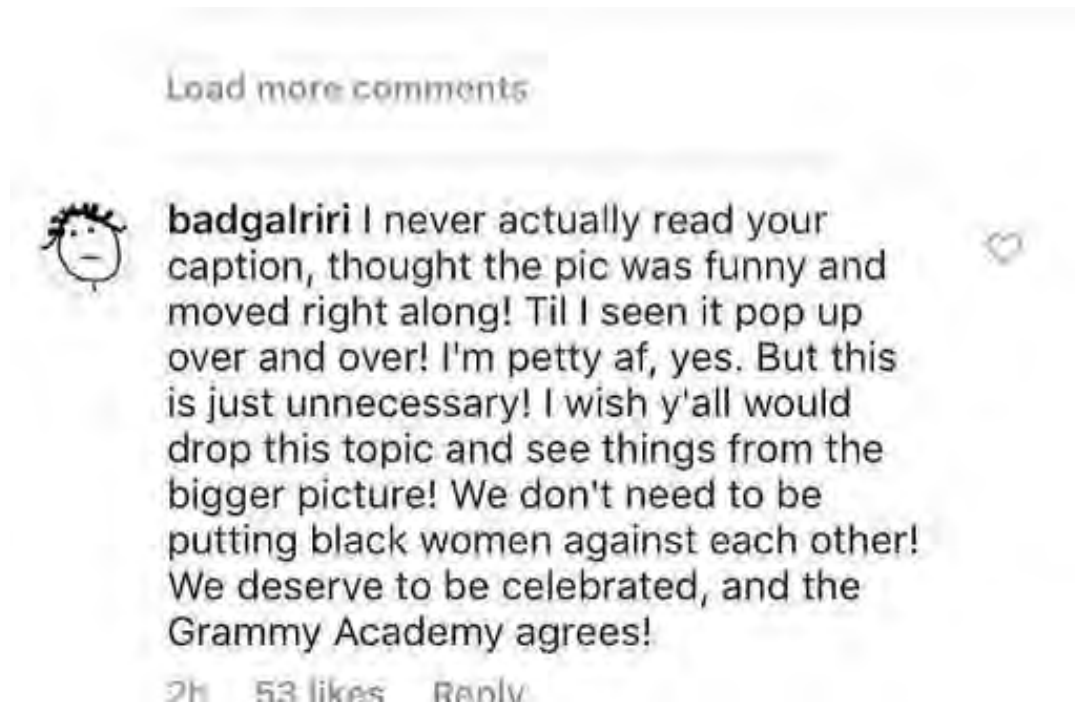 Load more comments
badgalriri I never actually read your
caption, thought the pic was funny and
moved right along! Til I seen it pop up
over and over! I'm petty af, yes. But this
is just unnecessary! I wish y'all would
drop this topic and see things from the
bigger picture! We don't need to be
putting black women against each other!
We deserve to be celebrated, and the
Grammy Academy agrees!
2h 53 likes Reply